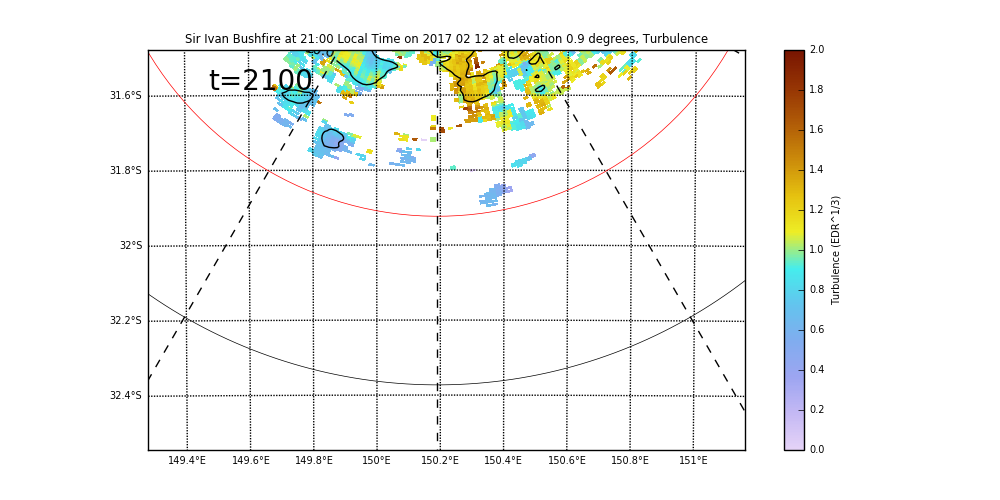 Sir Ivan Bushfire at 21:00 Local Time on 2017 02 12 at elevation 0.9 degrees, Turbulence
t=2100
31.6°S
31.8°S
32°S
32.2°S
32.4°S
149.4°E 149.6°E 149.8°E 150°E 150.2°E 150.4°E 150.6°E 150.8°E 151°E
2.0
1.8
1.6
1.4
1.2
1.0
0.8
0.6
0.4
0.2
0.0
Turbulence (EDR^1/3)